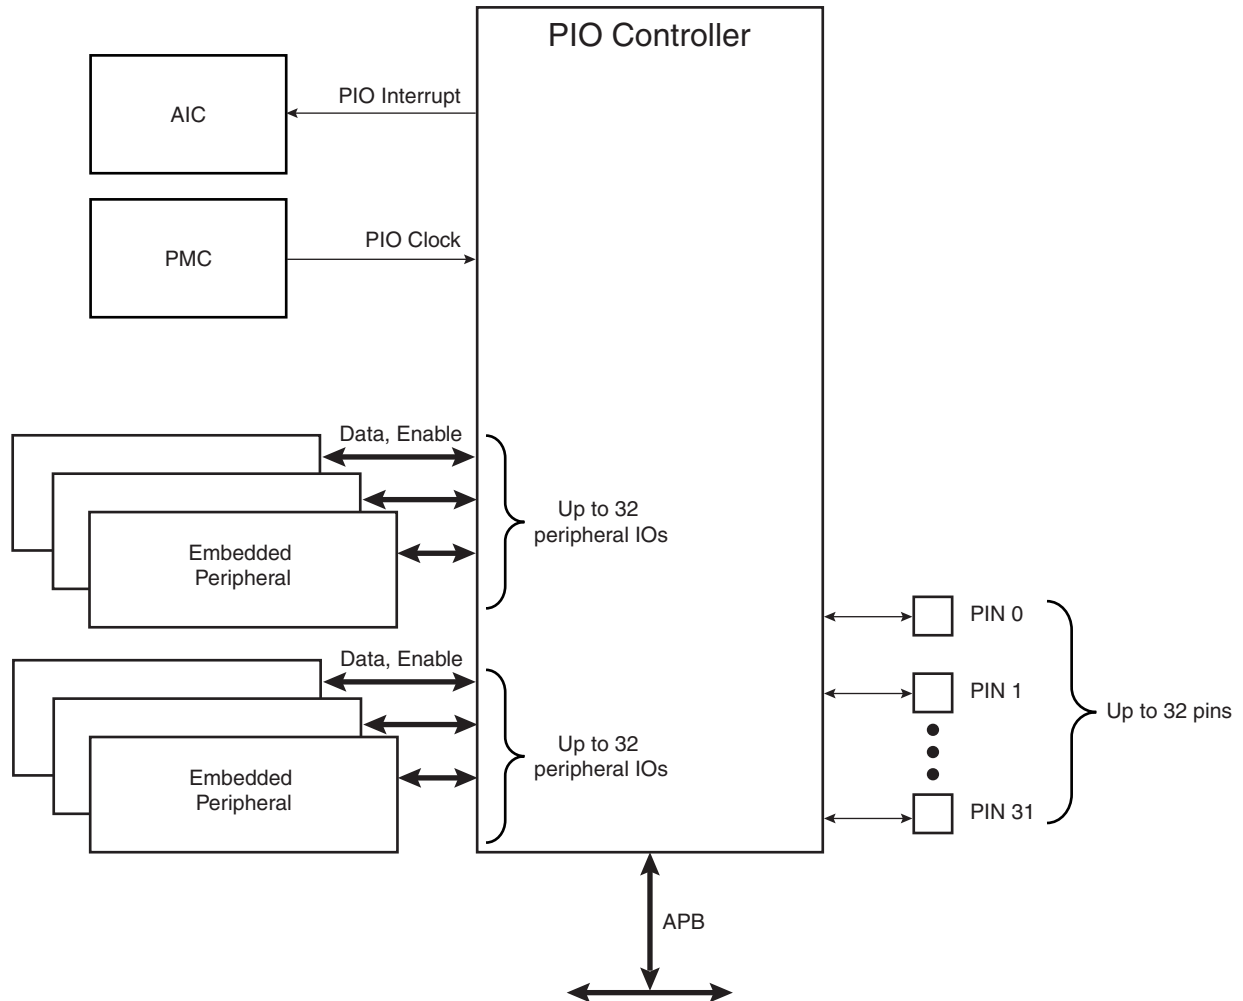 PIO Controller
PIO Interrupt
AIC
PIO Clock
PMC
Data, Enable
Up to 32
peripheral IOs
Embedded
Peripheral
PIN 0
Data, Enable
PIN 1
Up to 32 pins
Up to 32
peripheral IOs
Embedded
Peripheral
PIN 31
APB